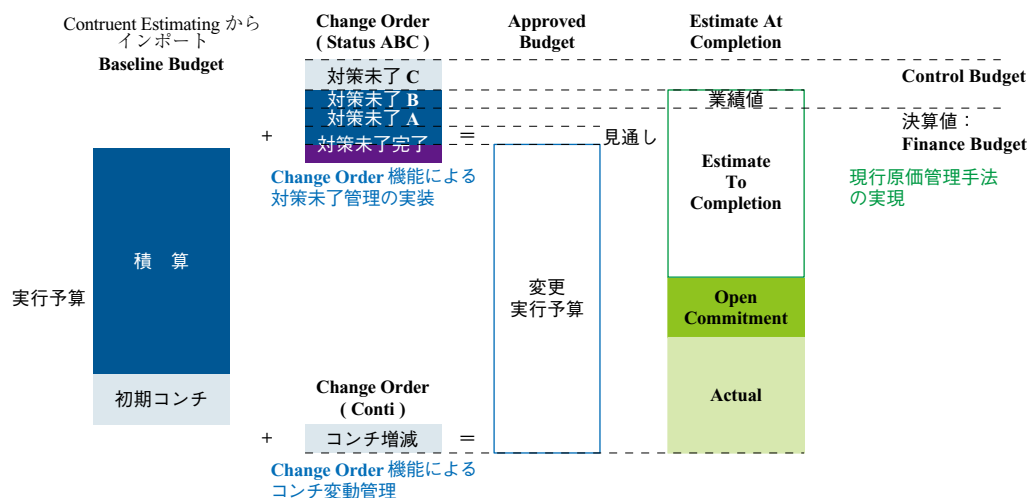 Contruent Estimating から
インポート
Baseline Budget
Change Order
( Status ABC )
Approved
Budget
Estimate At
Completion
対策未了 C
対策未了 B
対策未了 A
対策未了完了
+
=
Change Order 機能による
対策未了管理の実装
見通し
業績値
Control Budget
決算値：
Finance Budget
現行原価管理手法
の実現
実行予算
積　算
初期コンチ
変更
実行予算
Estimate
To
Completion
Open
Commitment
Actual
Change Order
( Conti )
+
コンチ増減
=
Change Order 機能による
コンチ変動管理